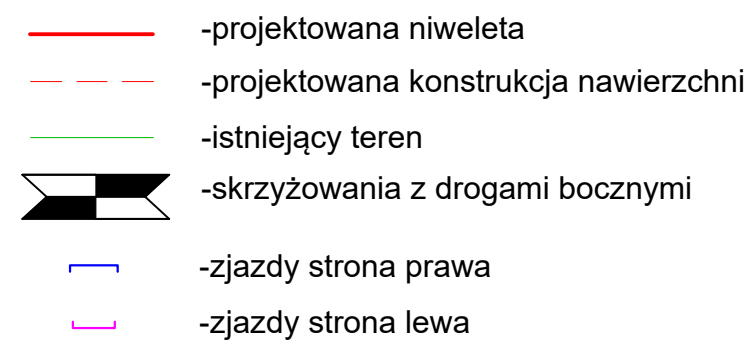 -projektowana niweleta
-projektowana konstrukcja nawierzchni
-istniejący teren
-skrzyżowania z drogami bocznymi
-zjazdy strona prawa
-zjazdy strona lewa